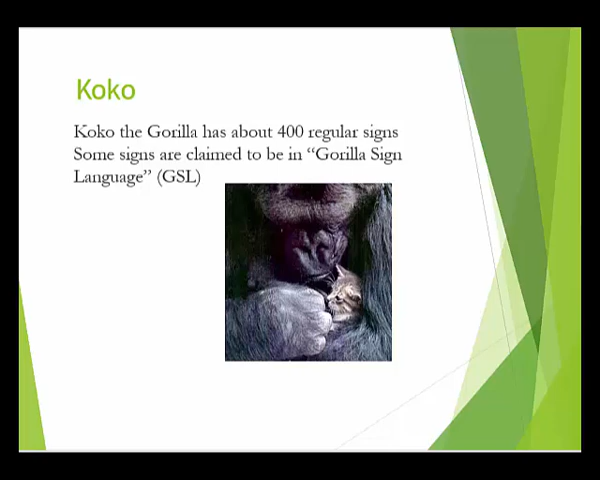 Koko
Koko the Gorilla has about 400 regular signs
Some signs are claimed to be in “Gorilla Sign
Language” (GSL)